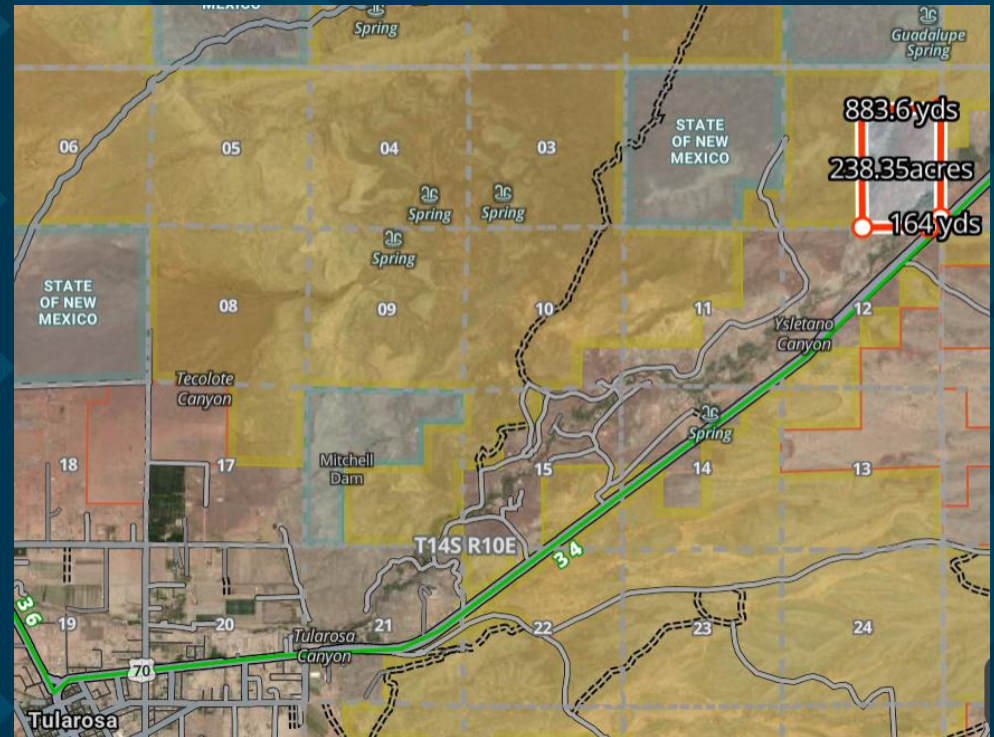 MEXICO
Spring
Guadalupe
Spring
883.6 yds
06
05
04
03
STATE
OF NEW
MEXICO
238.35acres
Spring
Spring
164 yds
Spring
STATE
OF NEW
MEXICO
08
09
10
11
12
Ysletano
Canyon
Tecolote
Canyon
Spring
18
17
Mitchell
Dam
15
14
13
T14S R10E
34
36
19
20
21
22
23
24
Tularosa
Canyon
70
Tularosa